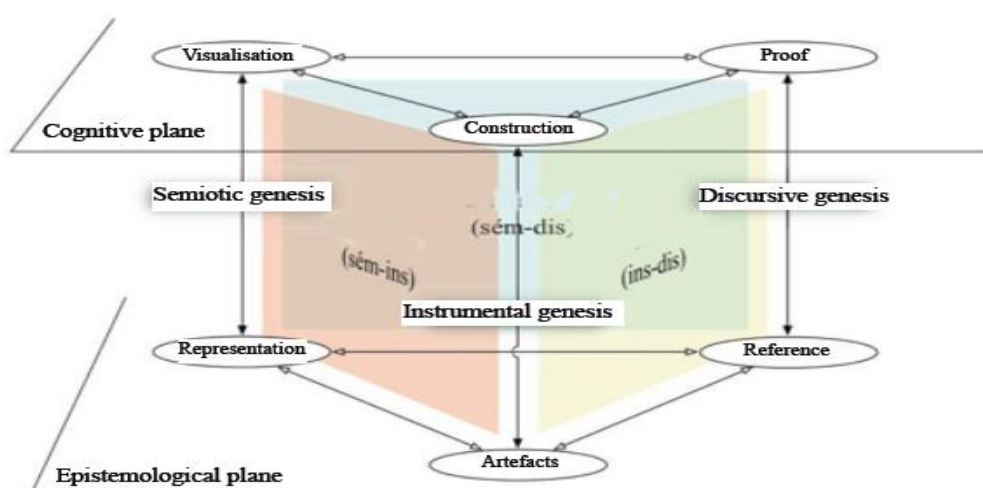 Visualisation
Proof
Construction
Cognitive plane
Semiotic genesis
Discursive genesis
(sém-dis)
(sém-ins)
(ins-dis)
Instrumental genesis
Representation
Reference
Artefacts
Epistemological plane